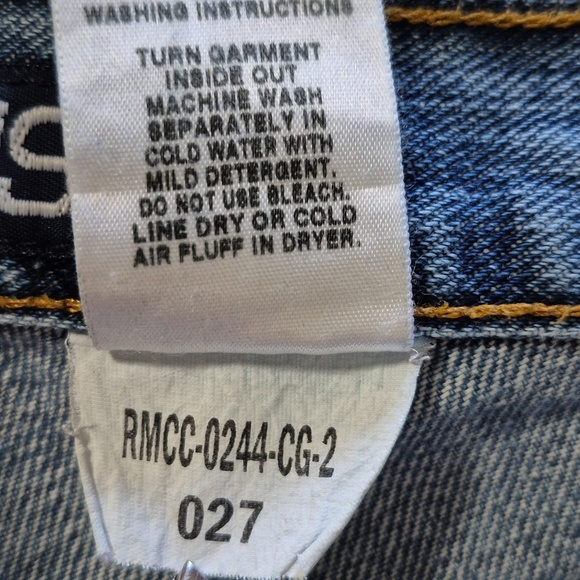 WASHING INSTRUCTIONS
TURN GARMENT
INSIDE OUT
MACHINE WASH
SEPARATELY IN
COLD WATER WITH
MILD DETERGENT.
DO NOT USE BLEACH.
LINE DRY OR COLD
AIR FLUFF IN DRYER.
RMCC-0244-CG-2
027